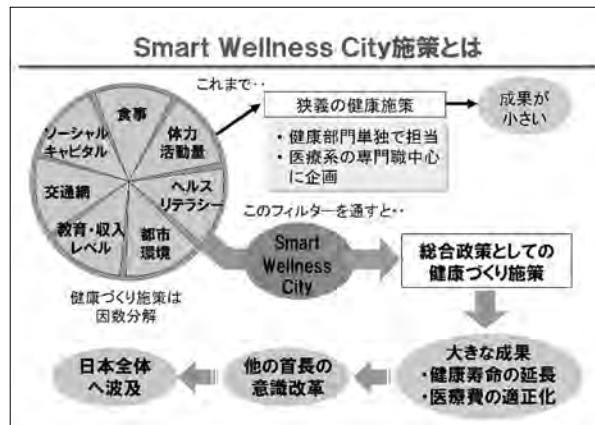 Smart Wellness City施策とは
これまで‥
食事
体力
活動量
ヘルス
リテラシー
都市
環境
教育・収入
レベル
交通網
ソーシャル
キャピタル
健康づくり施策は
因数分解
狭義の健康施策
・健康部門単独で担当
・医療系の専門職中心
に企画
成果が
小さい
このフィルターを通すと‥
Smart
Wellness
City
総合政策としての
健康づくり施策
大きな成果
・健康寿命の延長
・医療費の適正化
他の首長の
意識改革
日本全体
へ波及